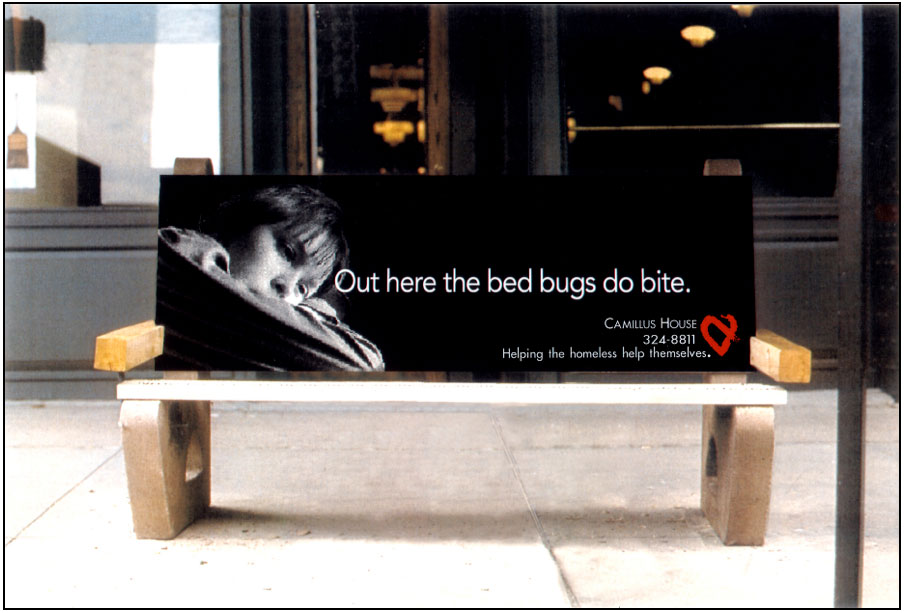 Out here the bed bugs do bite.
CAMILLUS HOUSE
324-8811
Helping the homeless help themselves.